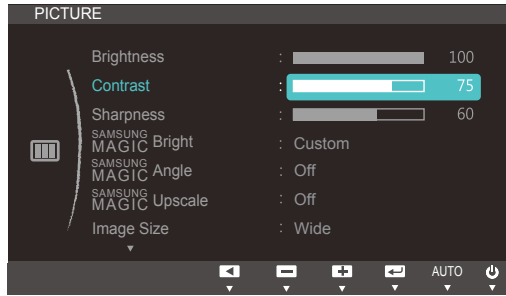 PICTURE
Brightness : 100
Contrast : 75
Sharpness : 60
SAMSUNG MAGIC Bright : Custom
SAMSUNG MAGIC Angle : Off
SAMSUNG MAGIC Upscale : Off
Image Size : Wide
AUTO